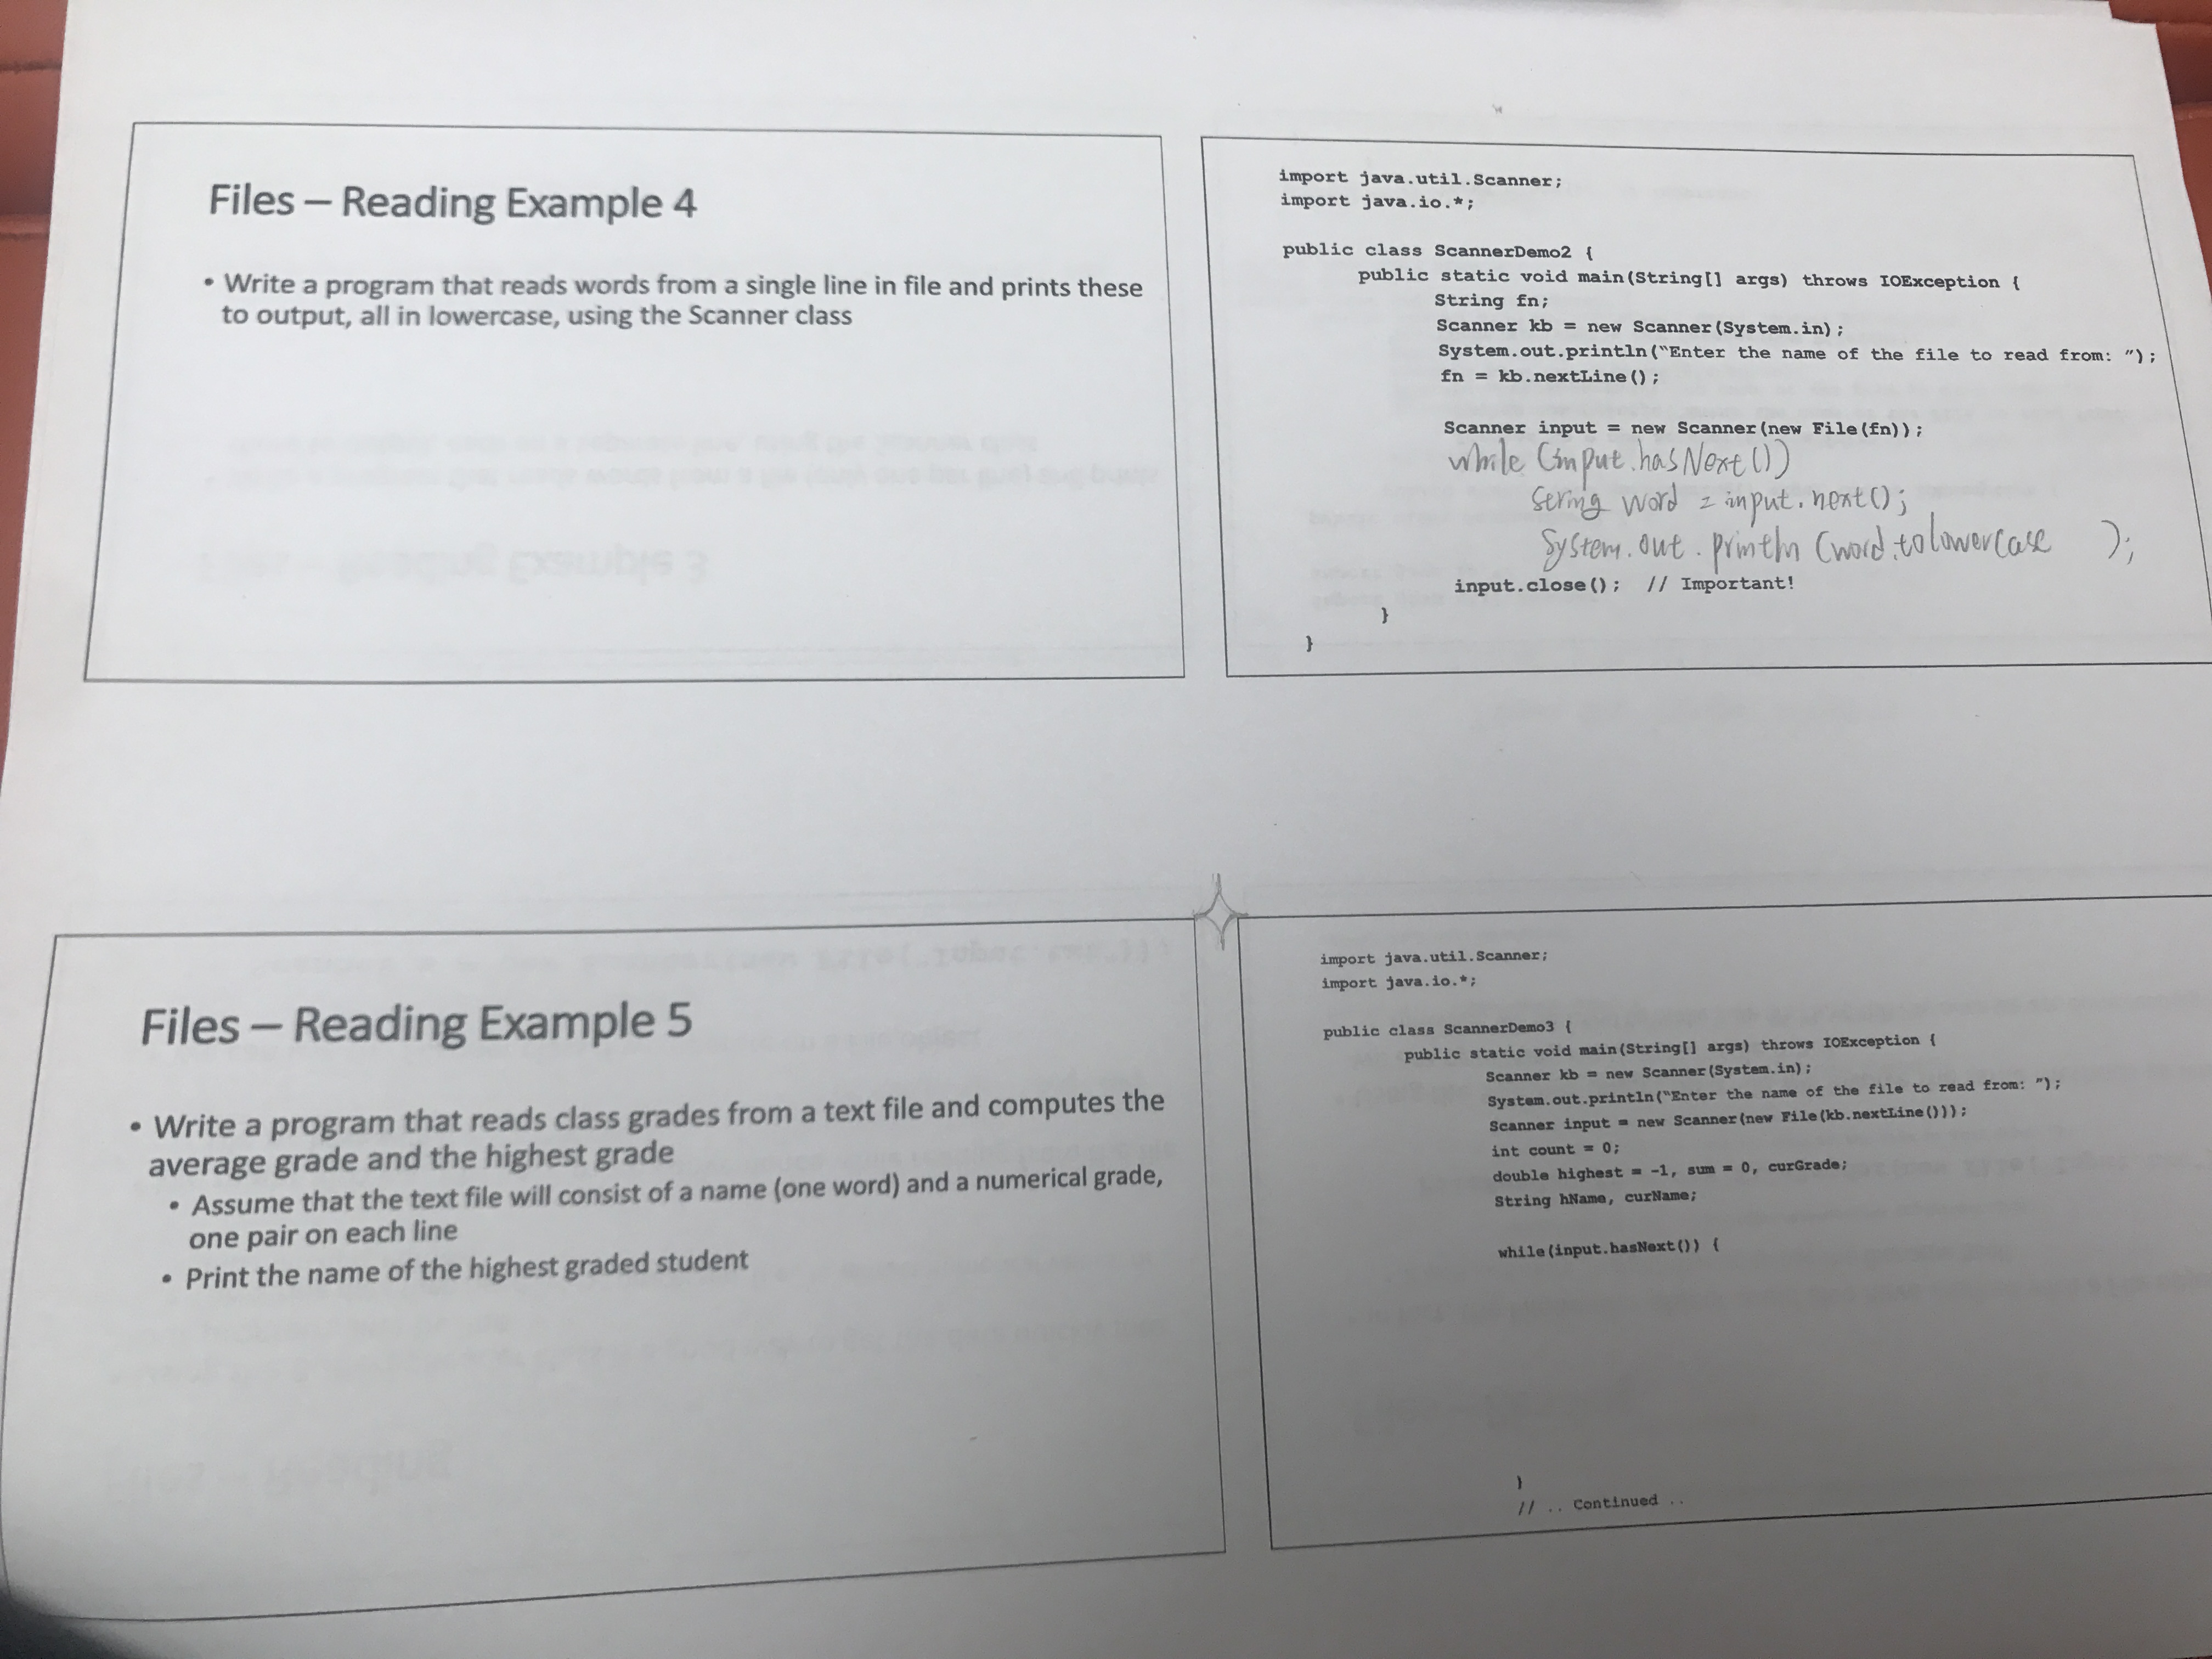 Files – Reading Example 4
• Write a program that reads words from a single line in file and prints these
to output, all in lowercase, using the Scanner class
import java.util.Scanner;
import java.io.*;
public class ScannerDemo2 {
public static void main(String[] args) throws IOException {
String fn;
Scanner kb = new Scanner(System.in);
System.out.println("Enter the name of the file to read from: ");
fn = kb.nextLine();
Scanner input = new Scanner(new File(fn));
while (input.hasNext())
String word = input.next();
System.out.println (word.tolowercase );
input.close(); // Important!
}
}
Files – Reading Example 5
• Write a program that reads class grades from a text file and computes the
average grade and the highest grade
• Assume that the text file will consist of a name (one word) and a numerical grade,
one pair on each line
• Print the name of the highest graded student
import java.util.Scanner;
import java.io.*;
public class ScannerDemo3 {
public static void main(String[] args) throws IOException {
Scanner kb = new Scanner(System.in);
System.out.println("Enter the name of the file to read from: ");
Scanner input = new Scanner(new File(kb.nextLine()));
int count = 0;
double highest = -1, sum = 0, curGrade;
String hName, curName;
while(input.hasNext()) {
}
// .. Continued ..